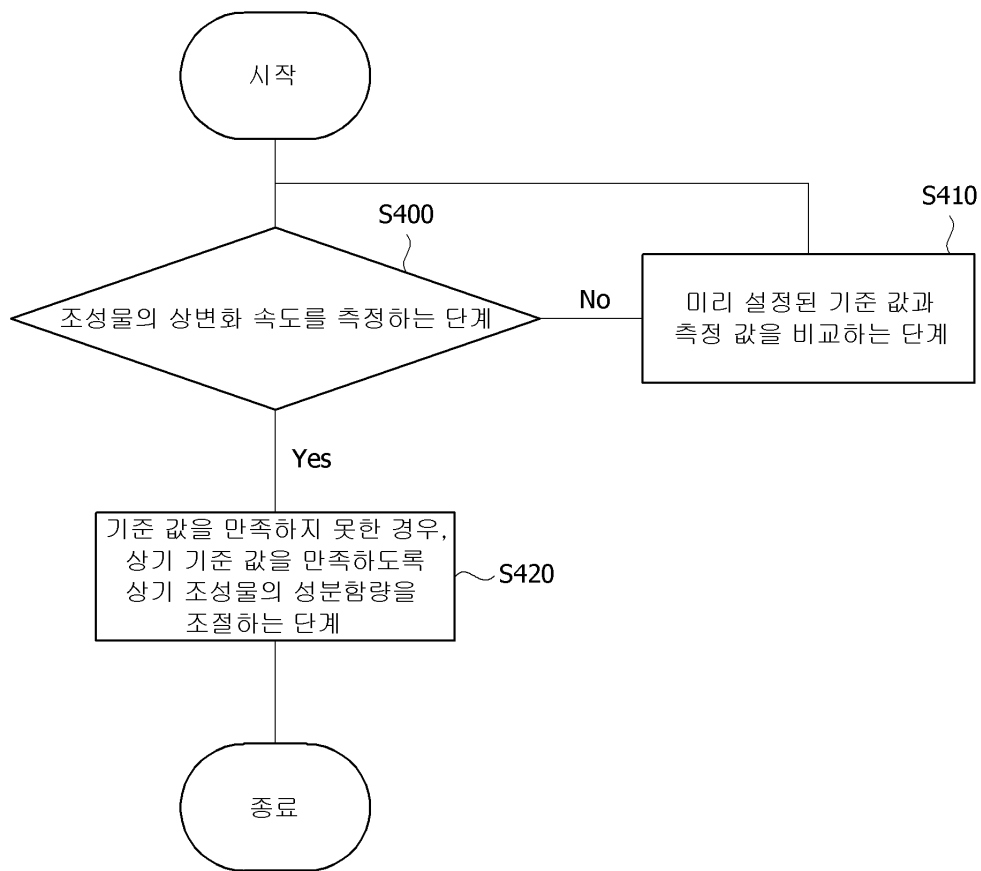 시작
S400
S410
조성물의 상변화 속도를 측정하는 단계
No
미리 설정된 기준 값과
측정 값을 비교하는 단계
Yes
기준 값을 만족하지 못한 경우,
상기 기준 값을 만족하도록
상기 조성물의 성분함량을
조절하는 단계
S420
종료